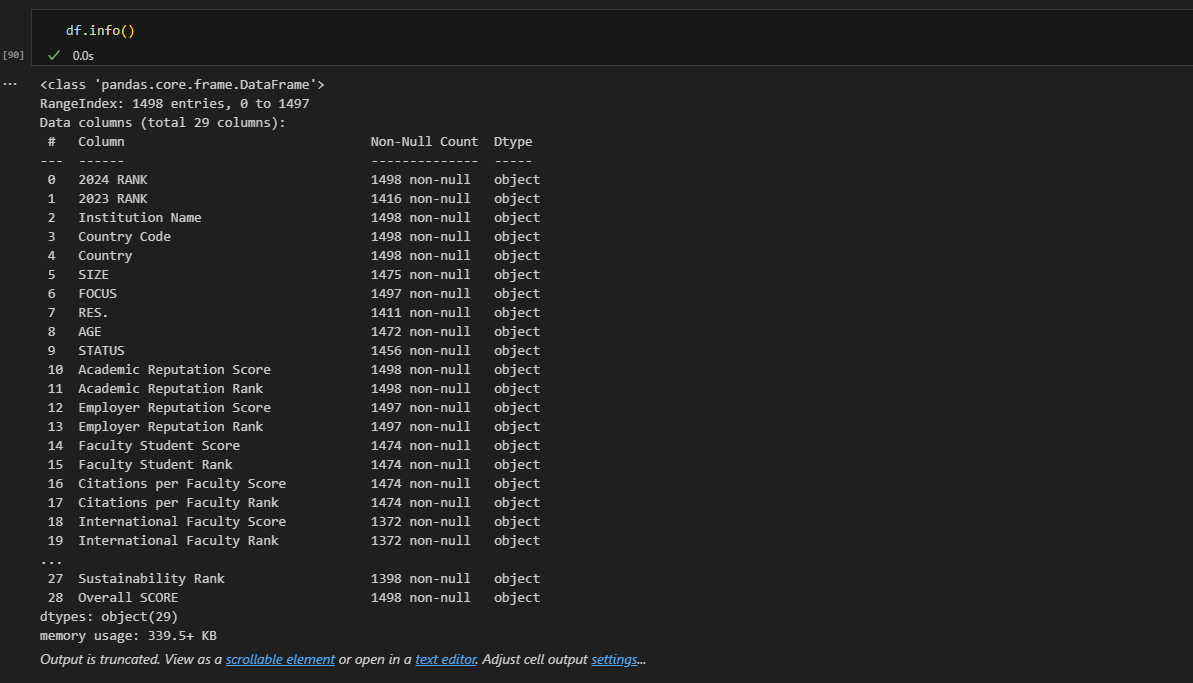 df.info()
[90]
0.0s
...
<class 'pandas.core.frame.DataFrame'>
RangeIndex: 1498 entries, 0 to 1497
Data columns (total 29 columns):
 #   Column                                Non-Null Count  Dtype
---  ------                                --------------  -----
 0   2024 RANK                             1498 non-null   object
 1   2023 RANK                             1416 non-null   object
 2   Institution Name                      1498 non-null   object
 3   Country Code                          1498 non-null   object
 4   Country                               1498 non-null   object
 5   SIZE                                  1475 non-null   object
 6   FOCUS                                 1497 non-null   object
 7   RES.                                  1411 non-null   object
 8   AGE                                   1472 non-null   object
 9   STATUS                                1456 non-null   object
 10  Academic Reputation Score             1498 non-null   object
 11  Academic Reputation Rank              1498 non-null   object
 12  Employer Reputation Score             1497 non-null   object
 13  Employer Reputation Rank              1497 non-null   object
 14  Faculty Student Score                 1474 non-null   object
 15  Faculty Student Rank                  1474 non-null   object
 16  Citations per Faculty Score           1474 non-null   object
 17  Citations per Faculty Rank            1474 non-null   object
 18  International Faculty Score           1372 non-null   object
 19  International Faculty Rank            1372 non-null   object
...
 27  Sustainability Rank                   1398 non-null   object
 28  Overall SCORE                         1498 non-null   object
dtypes: object(29)
memory usage: 339.5+ KB
Output is truncated. View as a scrollable element or open in a text editor. Adjust cell output settings...